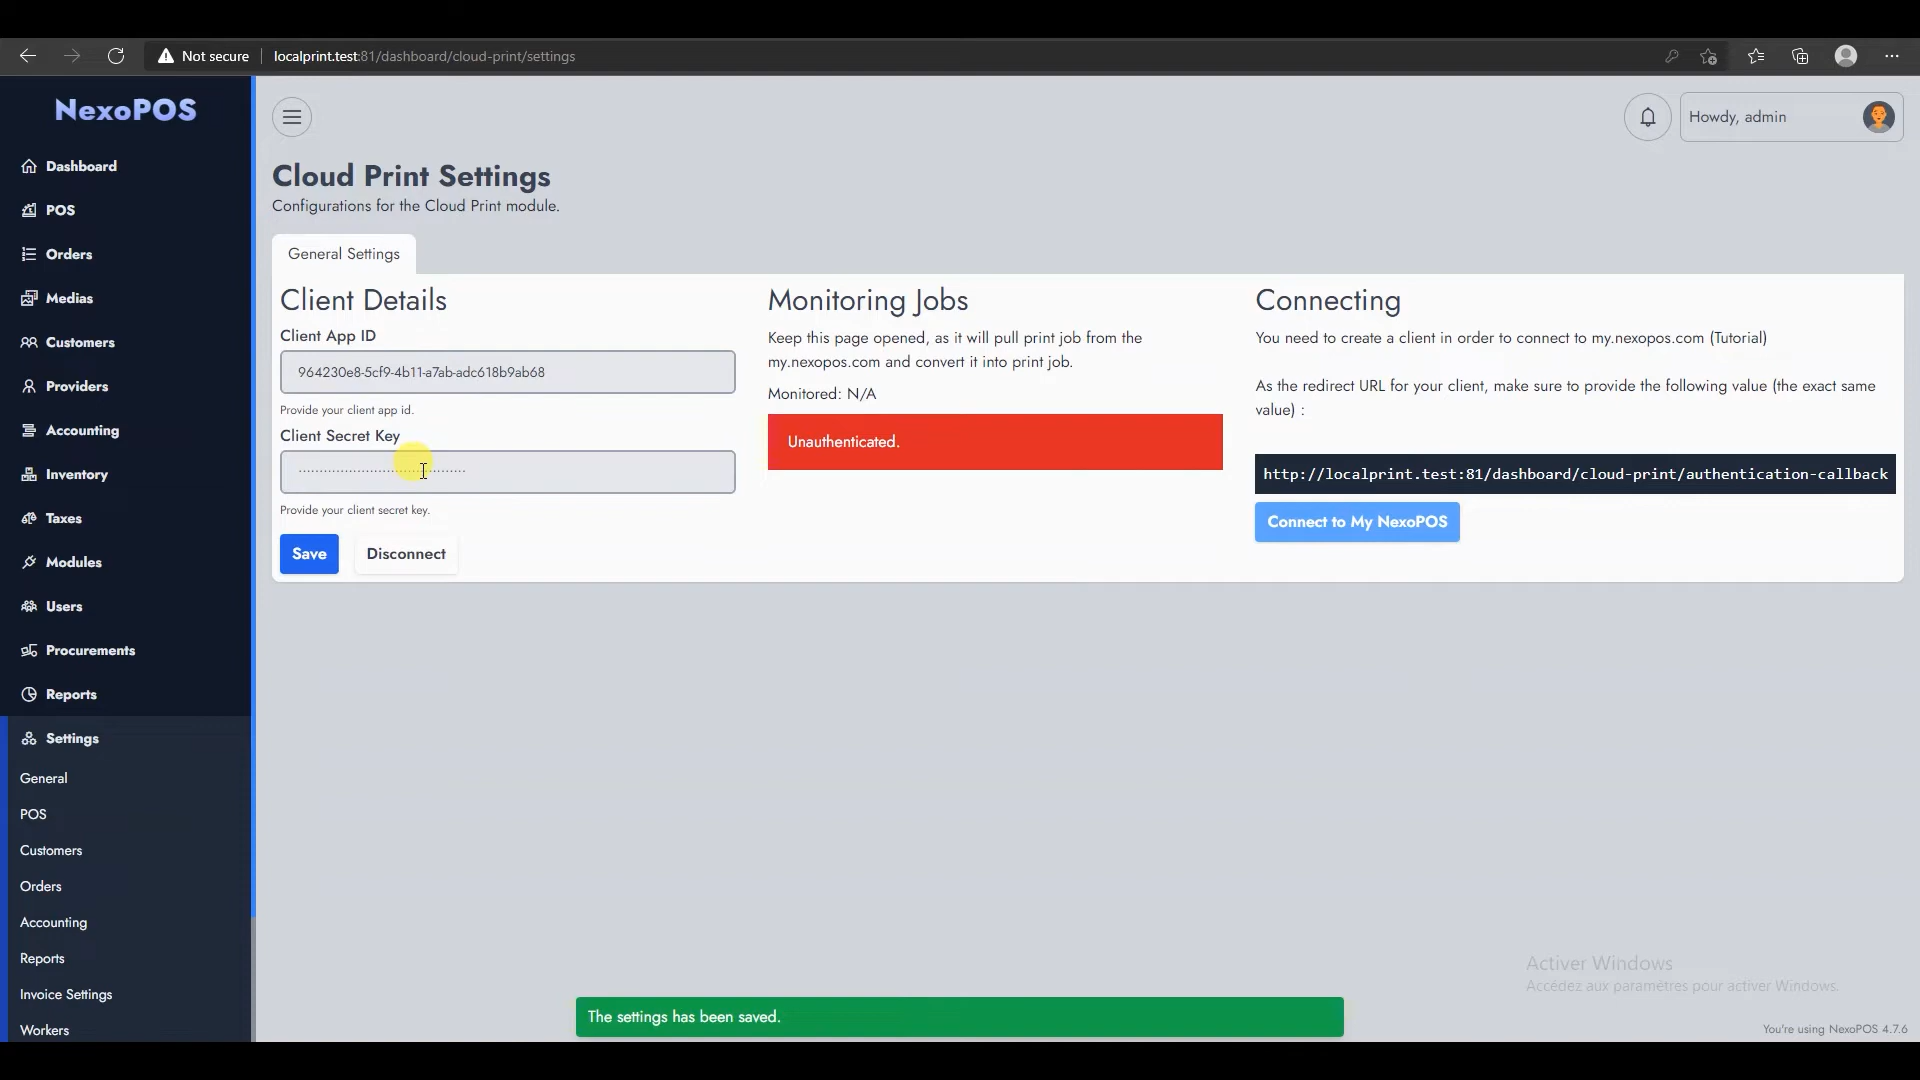 Not secure
localprint.test:81/dashboard/cloud-print/settings
NexoPOS
Dashboard
POS
Orders
Medias
Customers
Providers
Accounting
Inventory
Taxes
Modules
Users
Procurements
Reports
Settings
General
POS
Customers
Orders
Accounting
Reports
Invoice Settings
Workers
Howdy, admin
Cloud Print Settings
Configurations for the Cloud Print module.
General Settings
Client Details
Client App ID
964230e8-5cf9-4b11-a7ab-adc618b9ab68
Provide your client app id.
Client Secret Key
Provide your client secret key.
Save
Disconnect
Monitoring Jobs
Keep this page opened, as it will pull print job from the
my.nexopos.com and convert it into print job.
Monitored: N/A
Unauthenticated.
Connecting
You need to create a client in order to connect to my.nexopos.com (Tutorial)
As the redirect URL for your client, make sure to provide the following value (the exact same
value) :
http://localprint.test:81/dashboard/cloud-print/authentication-callback
Connect to My NexoPOS
The settings has been saved.
Activer Windows
Accédez aux paramètres pour activer Windows.
You're using NexoPOS 4.7.6